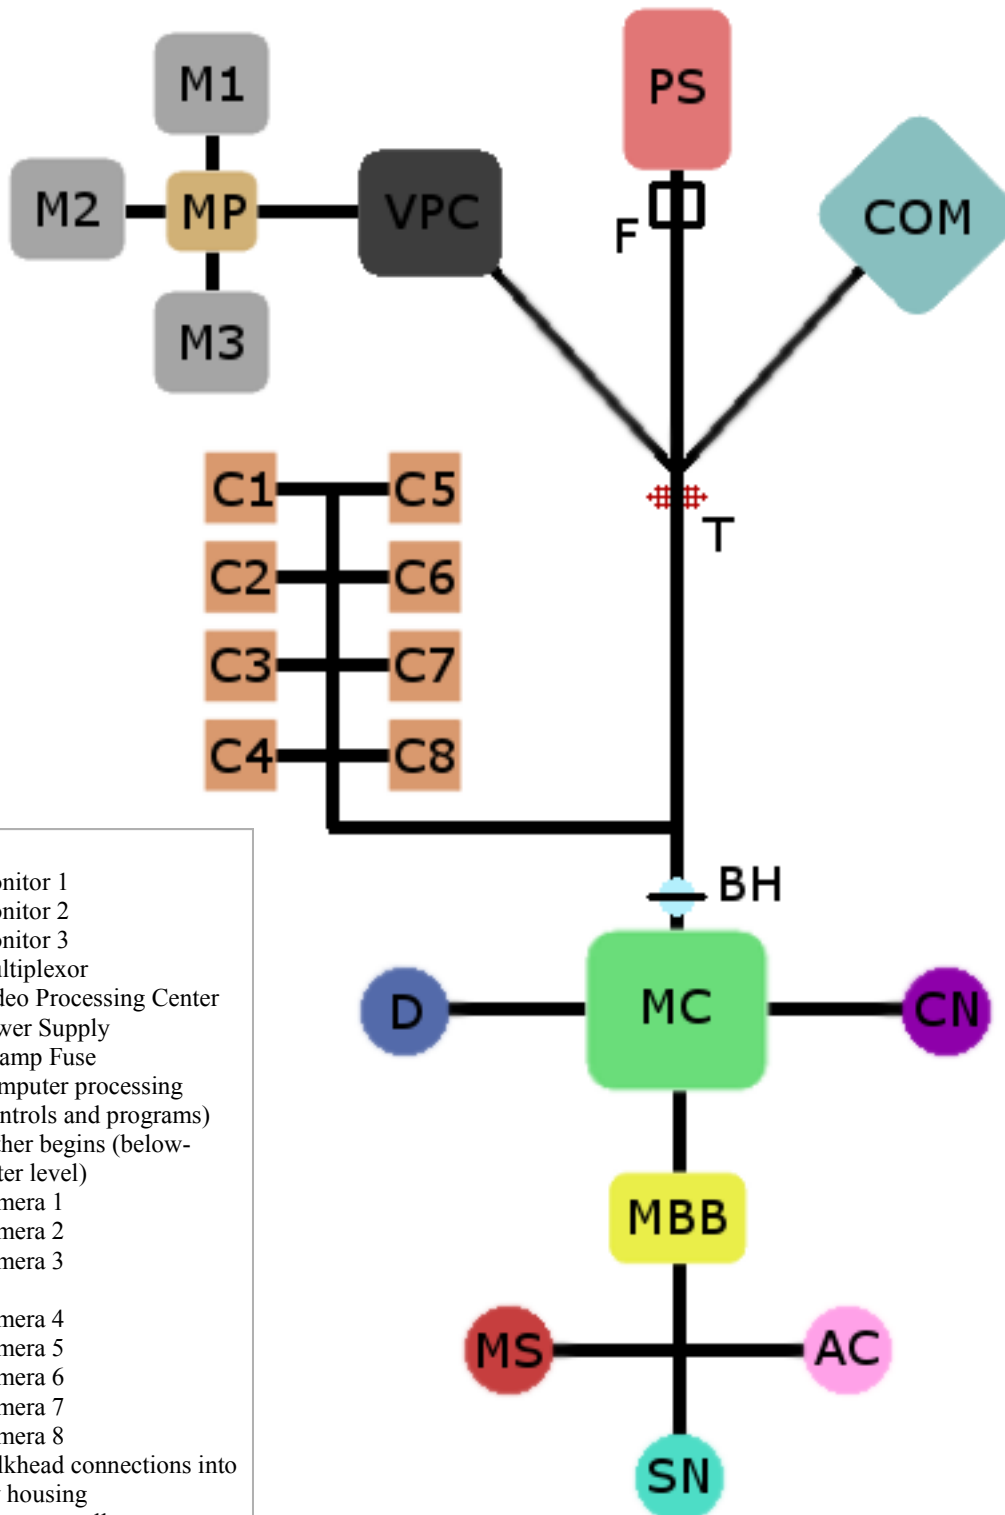 M1
PS
M2
MP
VPC
COM
F
M3
C1
C5
T
C2
C6
C3
C7
C4
C8
BH
onitor 1
onitor 2
onitor 3
ultiplexor
deo Processing Center
wer Supply
amp Fuse
mputer processing
ntrols and programs)
ther begins (below-
ter level)
mera 1
mera 2
mera 3
mera 4
mera 5
mera 6
mera 7
mera 8
lkhead connections into
housing
D
MC
CN
MBB
MS
AC
SN